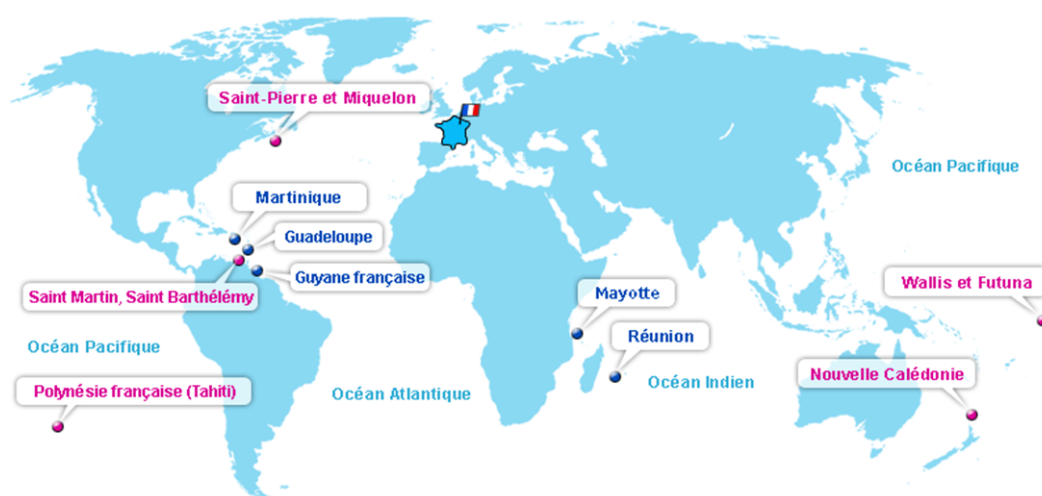 Saint-Pierre et Miquelon
Océan Pacifique
Martinique
Guadeloupe
Guyane française
Saint Martin, Saint Barthélémy
Mayotte
Wallis et Futuna
Réunion
Océan Pacifique
Nouvelle Calédonie
Océan Indien
Polynésie française (Tahiti)
Océan Atlantique